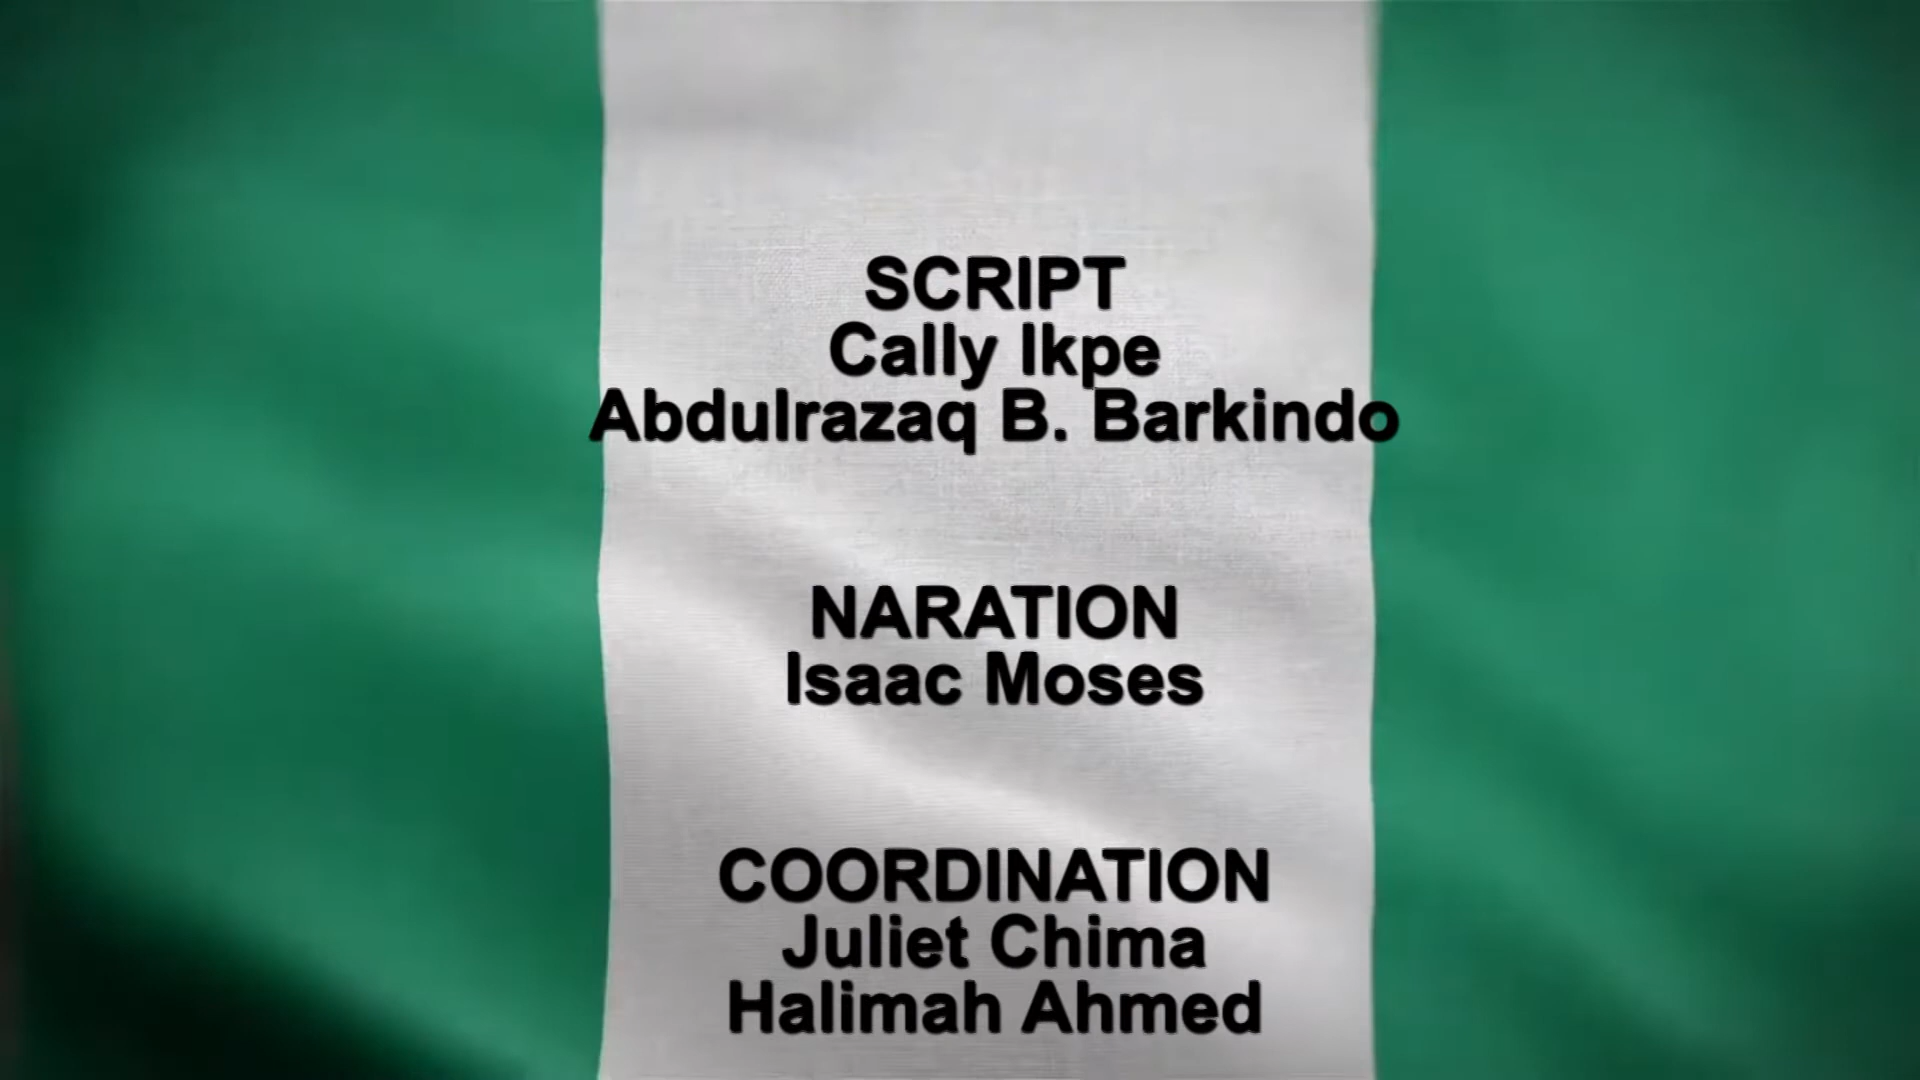 SCRIPT
Cally Ikpe
Abdulrazaq B. Barkindo
NARATION
Isaac Moses
COORDINATION
Juliet Chima
Halimah Ahmed